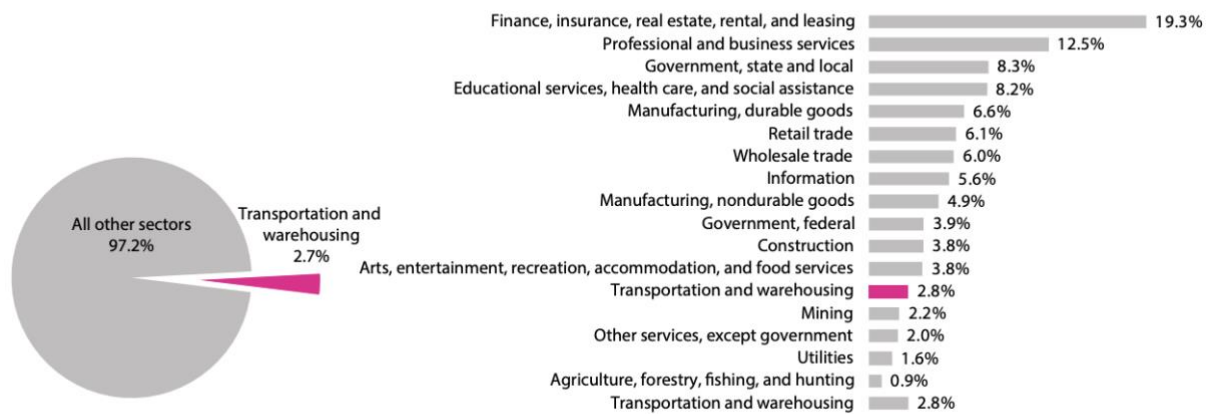 All other sectors
97.2%
Transportation and
warehousing
2.7%
Finance, insurance, real estate, rental, and leasing 19.3%
Professional and business services 12.5%
Government, state and local 8.3%
Educational services, health care, and social assistance 8.2%
Manufacturing, durable goods 6.6%
Retail trade 6.1%
Wholesale trade 6.0%
Information 5.6%
Manufacturing, nondurable goods 4.9%
Government, federal 3.9%
Construction 3.8%
Arts, entertainment, recreation, accommodation, and food services 3.8%
Transportation and warehousing 2.8%
Mining 2.2%
Other services, except government 2.0%
Utilities 1.6%
Agriculture, forestry, fishing, and hunting 0.9%
Transportation and warehousing 2.8%